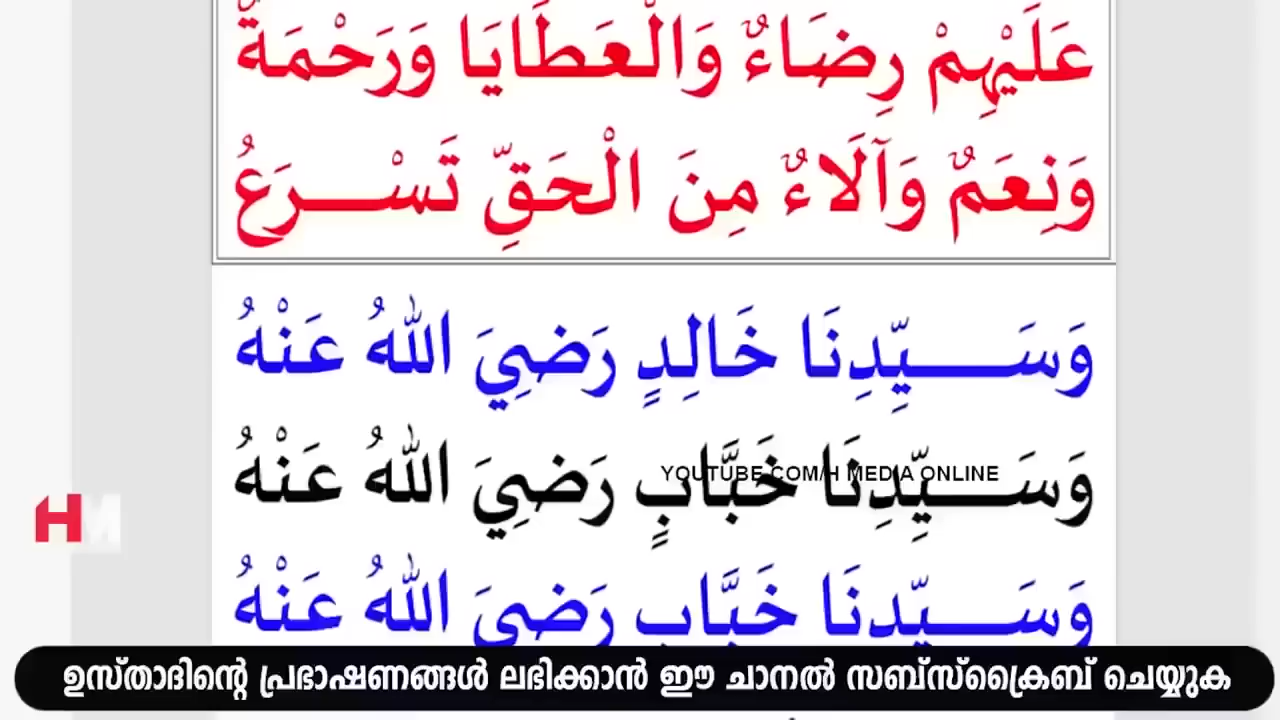 عَلَيْهِمْ رِضَاءٌ وَالْعَطَايَا وَرَحْمَةٌ
وَنِعَمٌ وَآلَاءٌ مِنَ الْحَقِّ تَسْـــرَعُ
وَسَـــيِّدِنَا خَالِدٍ رَضِيَ اللهُ عَنْهُ
وَسَـــيِّدِنَا خَبَّابٍ رَضِيَ اللهُ عَنْهُ
YOUTUBE.COM/H MEDIA ONLINE
HM
وَسَـــيِّدِنَا خَبَّابٍ رَضِيَ اللهُ عَنْهُ
ഉസ്താദിന്റെ പ്രഭാഷണങ്ങൾ ലഭിക്കാൻ ഈ ചാനൽ സബ്സ്ക്രൈബ് ചെയ്യുക